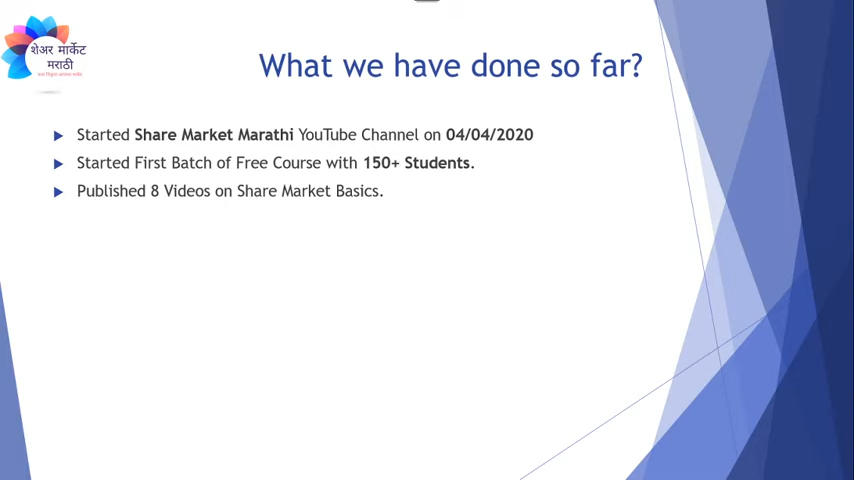 शेअर मार्केट
मराठी
What we have done so far?
Started Share Market Marathi YouTube Channel on 04/04/2020
Started First Batch of Free Course with 150+ Students.
Published 8 Videos on Share Market Basics.